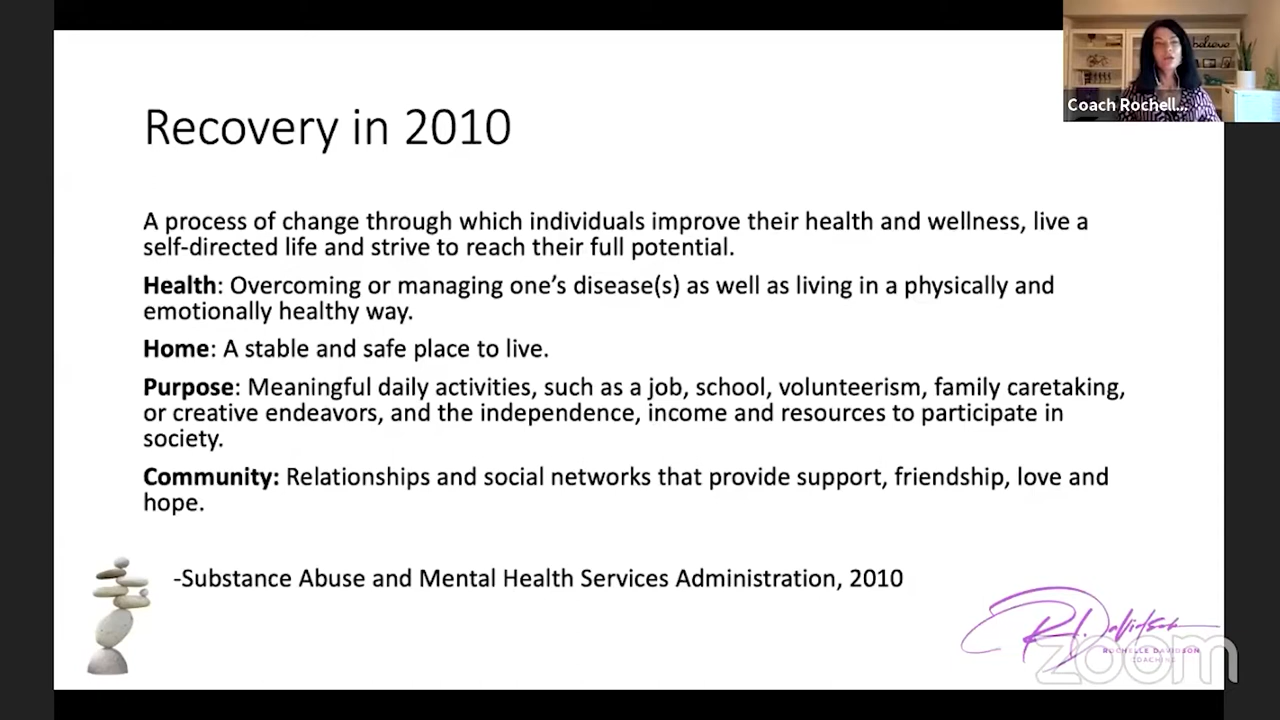 believe
Coach Rochell...
Recovery in 2010
A process of change through which individuals improve their health and wellness, live a
self-directed life and strive to reach their full potential.
Health: Overcoming or managing one’s disease(s) as well as living in a physically and
emotionally healthy way.
Home: A stable and safe place to live.
Purpose: Meaningful daily activities, such as a job, school, volunteerism, family caretaking,
or creative endeavors, and the independence, income and resources to participate in
society.
Community: Relationships and social networks that provide support, friendship, love and
hope.
-Substance Abuse and Mental Health Services Administration, 2010
R. Davidson
ROCHELLE DAVIDSON
COACHING
zoom